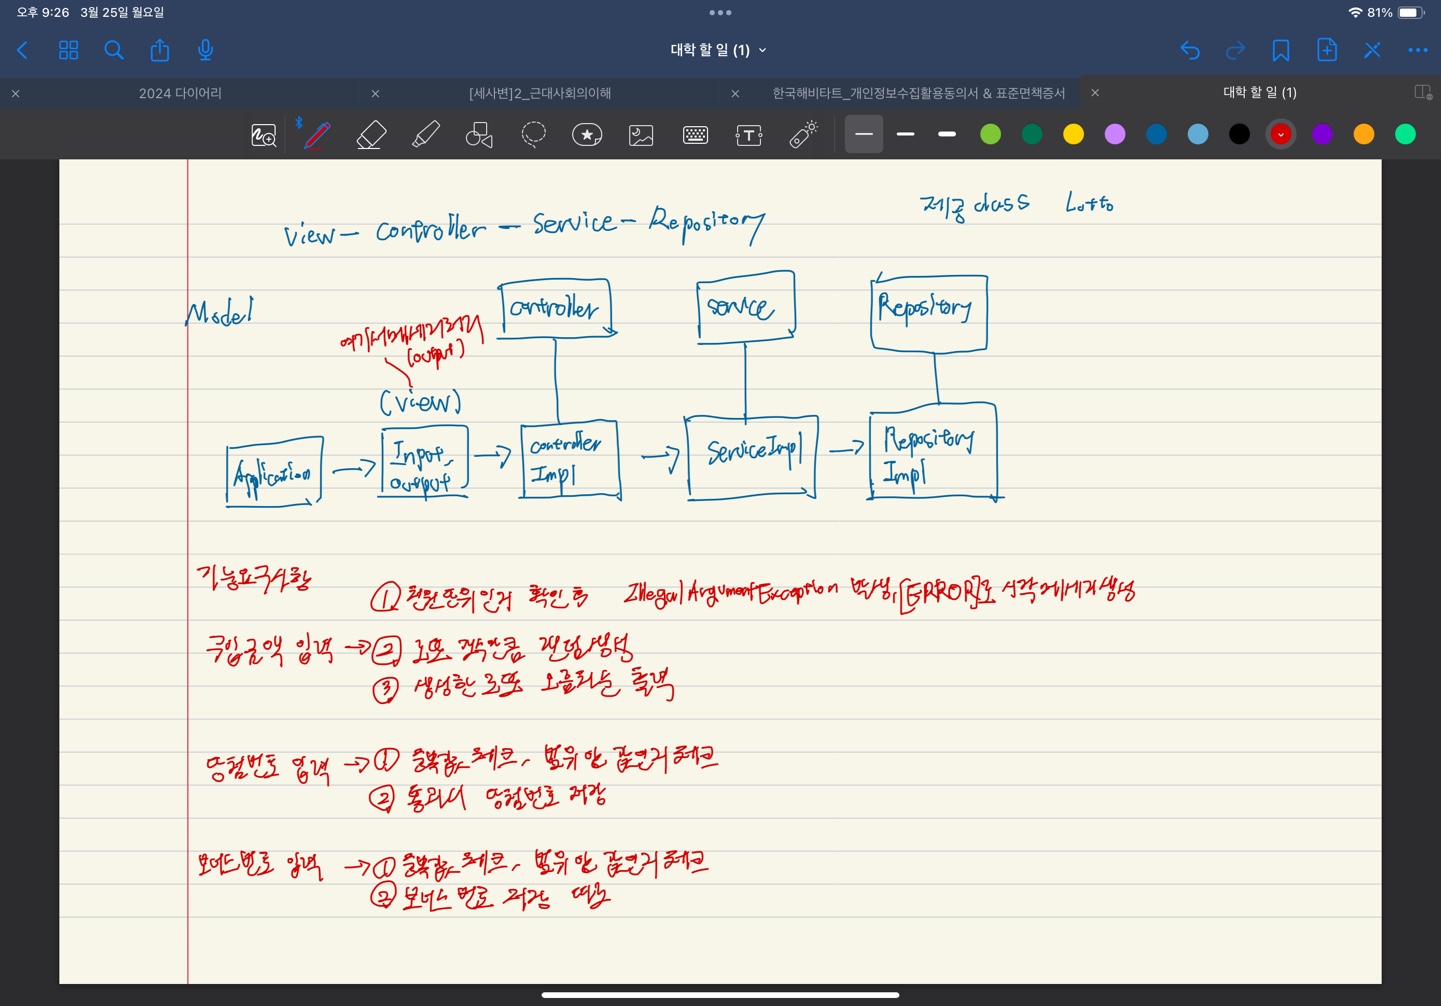 오후 9:26 3월 25일 월요일
81%
대학 할 일 (1)
2024 다이어리
[세사변]2_근대사회의이해
한국해비타트_개인정보수집활용동의서 & 표준면책증서
대학 할 일 (1)
제공 class Lotto
View - Controller - Service - Repository
Model
controller
service
Repository
여기서 메세지 처리
(output)
(view)
Application
Input,
output
controller
Impl
ServiceImpl
Repository
Impl
기능요구사항
① 천원단위인지 확인 후 IllegalArgumentException 발생, [ERROR]로 시작 메세지 생성
구입금액 입력 → ② 로또 개수만큼 랜덤생성
③ 생성한 로또 오름차순 출력
당첨번호 입력 → ① 중복값 체크, 범위 안 값인지 체크
② 통과시 당첨번호 저장
보너스번호 입력 → ① 중복값 체크, 범위 안 값인지 체크
② 보너스 번호 저장